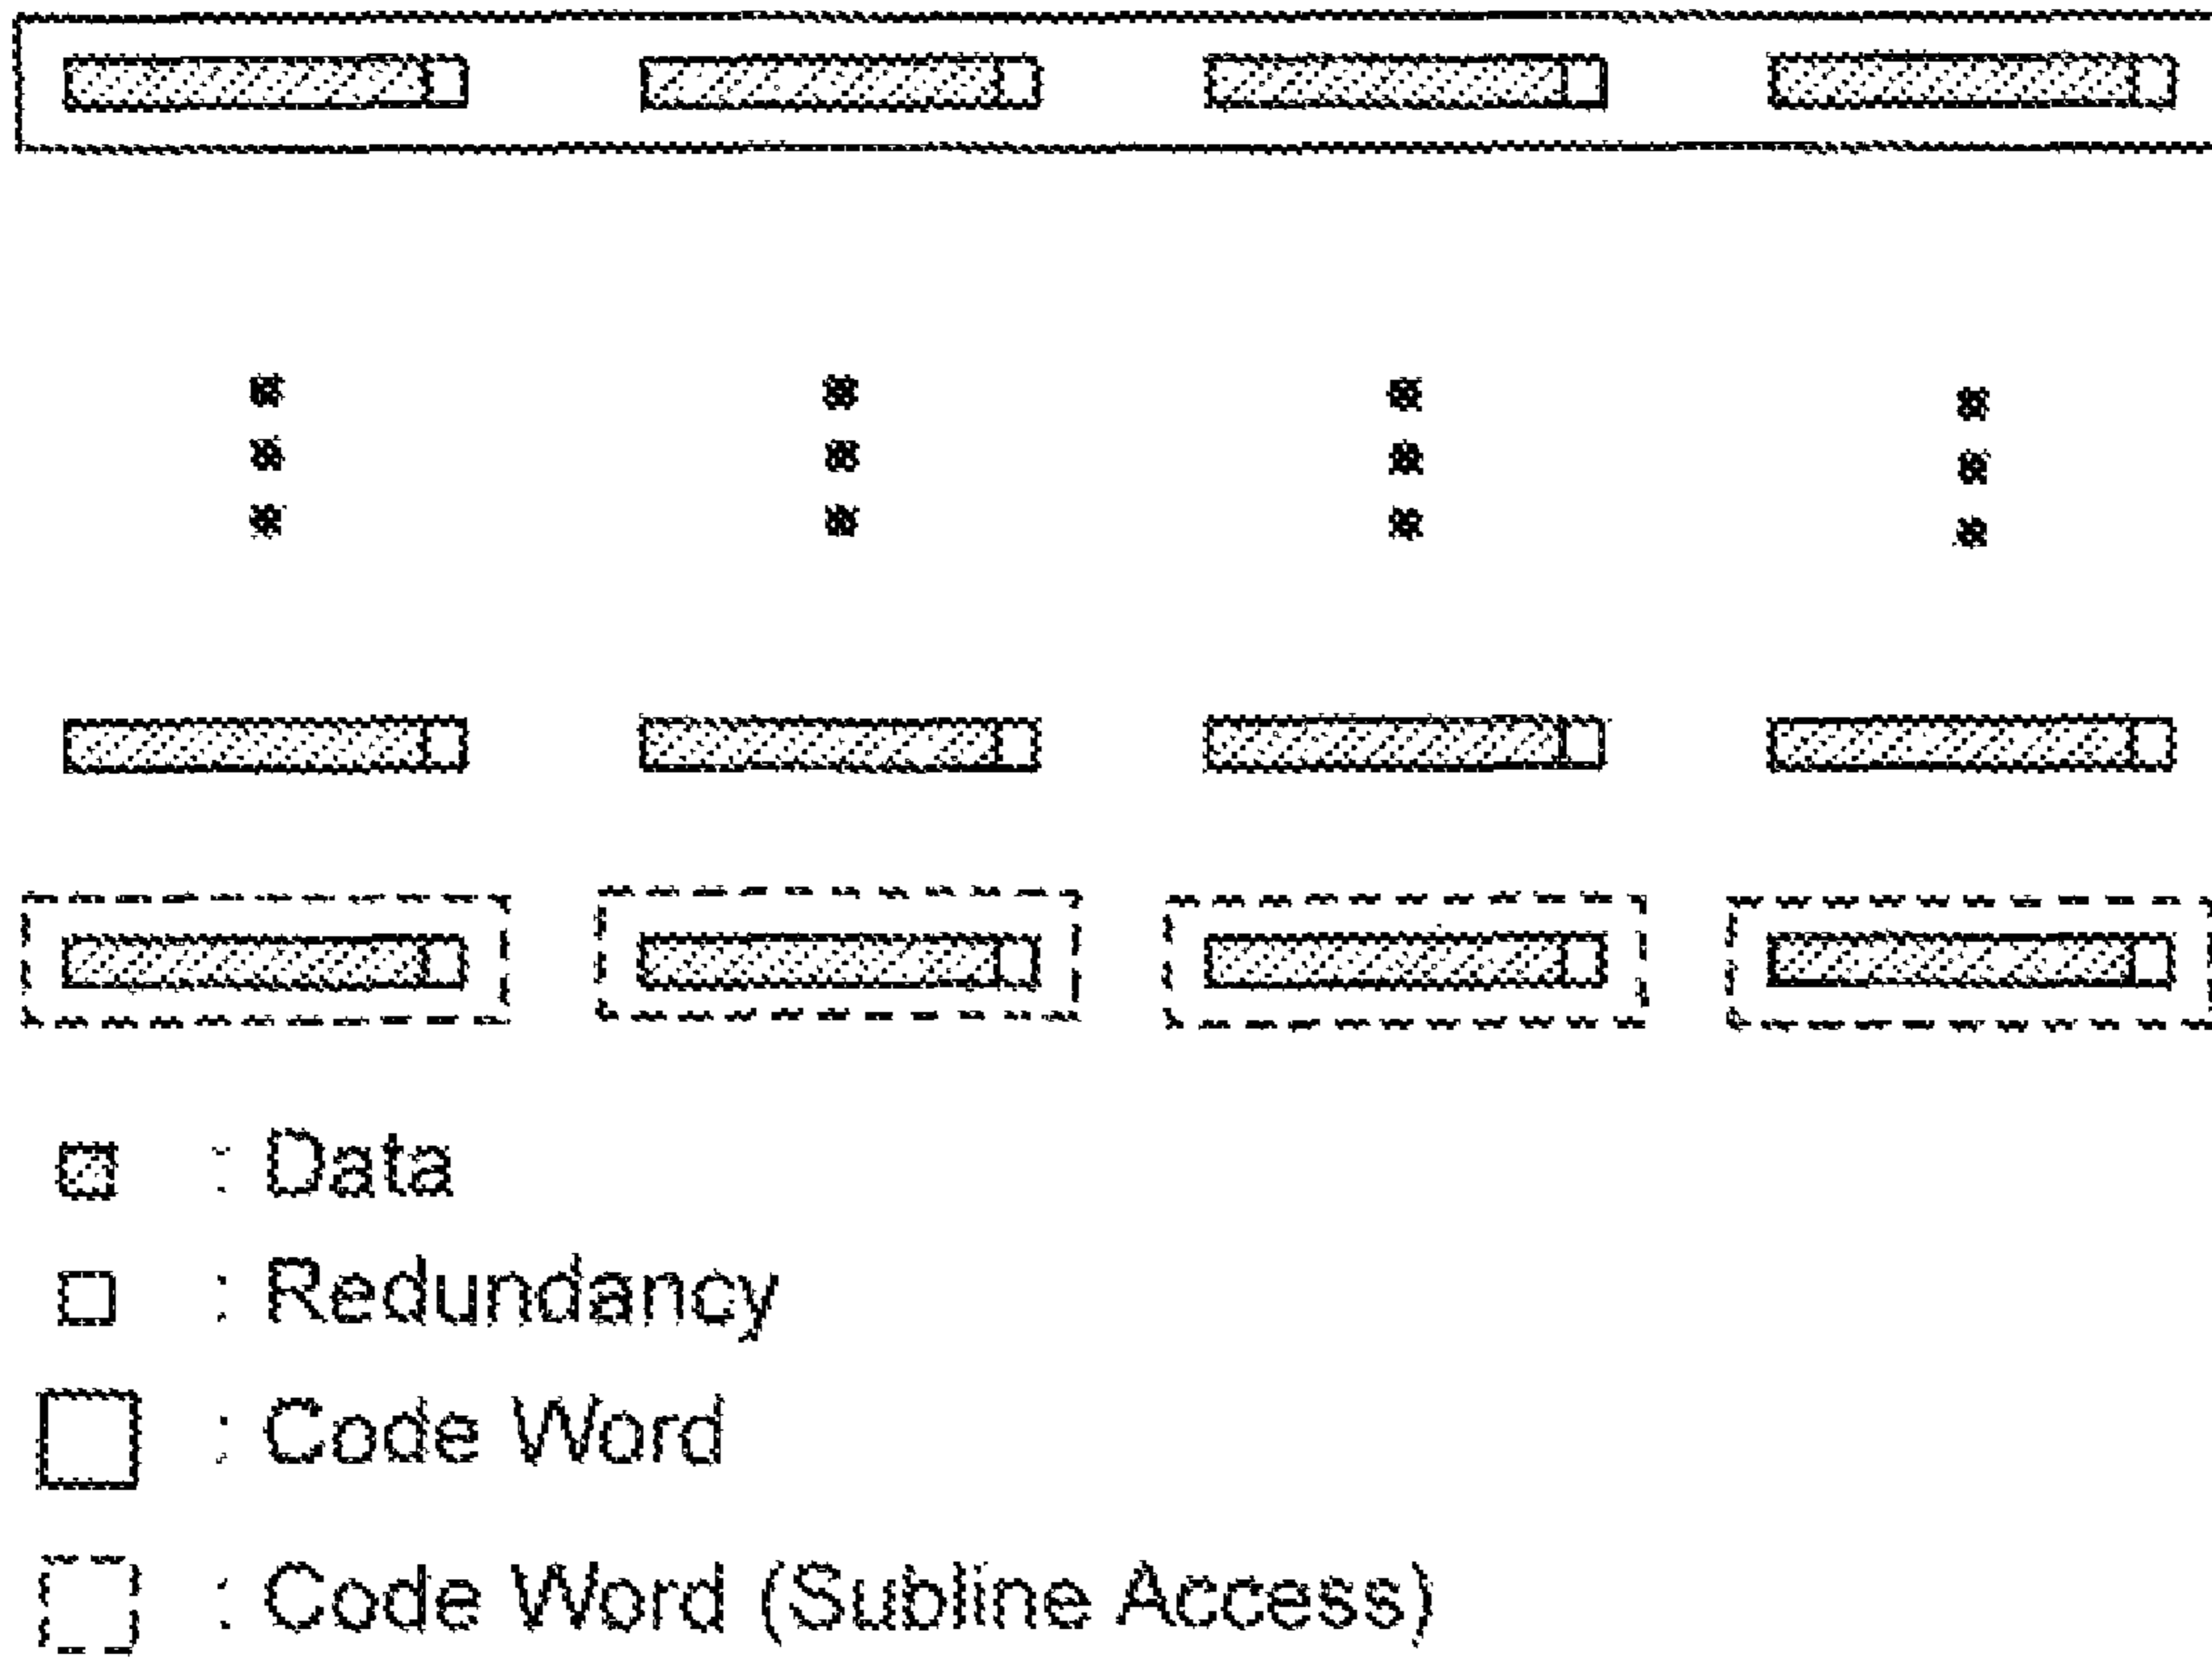 : Data
: Redundancy
: Code Word
: Code Word (Subline Access)